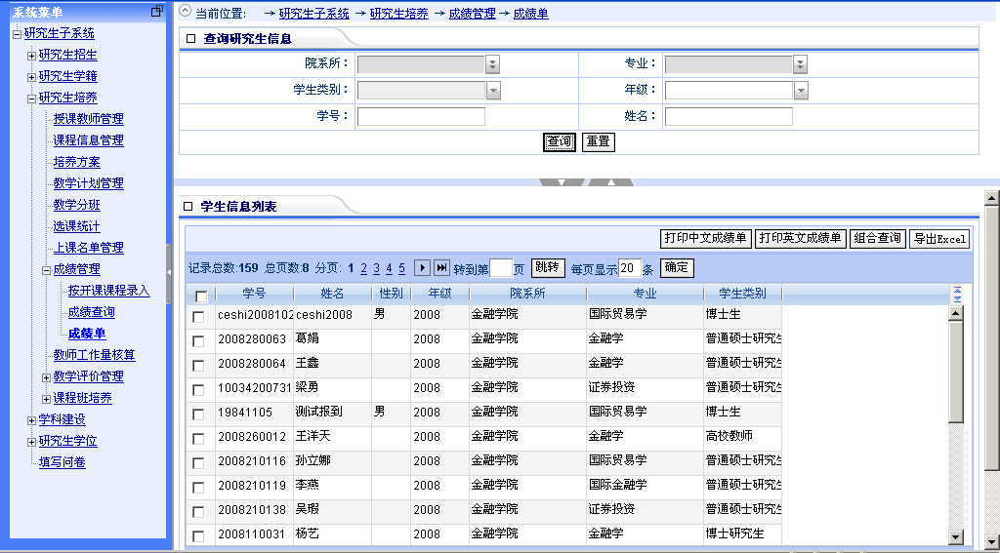 系统菜单
研究生子系统
研究生招生
研究生学籍
研究生培养
授课教师管理
课程信息管理
培养方案
教学计划管理
教学分班
选课统计
上课名单管理
成绩管理
按开课课程录入
成绩查询
成绩单
教师工作量核算
教学评价管理
课程班培养
学科建设
研究生学位
填写问卷
当前位置: →研究生子系统 →研究生培养 →成绩管理→成绩单
查询研究生信息
院系所: 专业:
学生类别: 年级:
学号: 姓名:
查询 重置
学生信息列表
打印中文成绩单 打印英文成绩单 组合查询 导出Excel
记录总数:159 总页数:8 分页: 1 2 3 4 5 转到第 页 跳转 每页显示20条 确定
学号 姓名 性别 年级 院系所 专业 学生类别
ceshi2008102 ceshi2008 男 2008 金融学院 国际贸易学 博士生
2008280063 葛娟 2008 金融学院 金融学 普通硕士研究生
2008280064 王鑫 2008 金融学院 金融学 普通硕士研究生
10034200731 梁勇 2008 金融学院 证券投资 普通硕士研究生
19841105 测试报到 男 2008 金融学院 国际贸易学 博士生
2008260012 王洋天 2008 金融学院 金融学 高校教师
2008210116 孙立娜 2008 金融学院 国际贸易学 普通硕士研究生
2008210119 李燕 2008 金融学院 国际金融学 普通硕士研究生
2008210138 吴瑕 2008 金融学院 证券投资 普通硕士研究生
2008110031 杨艺 2008 金融学院 金融学 博士研究生